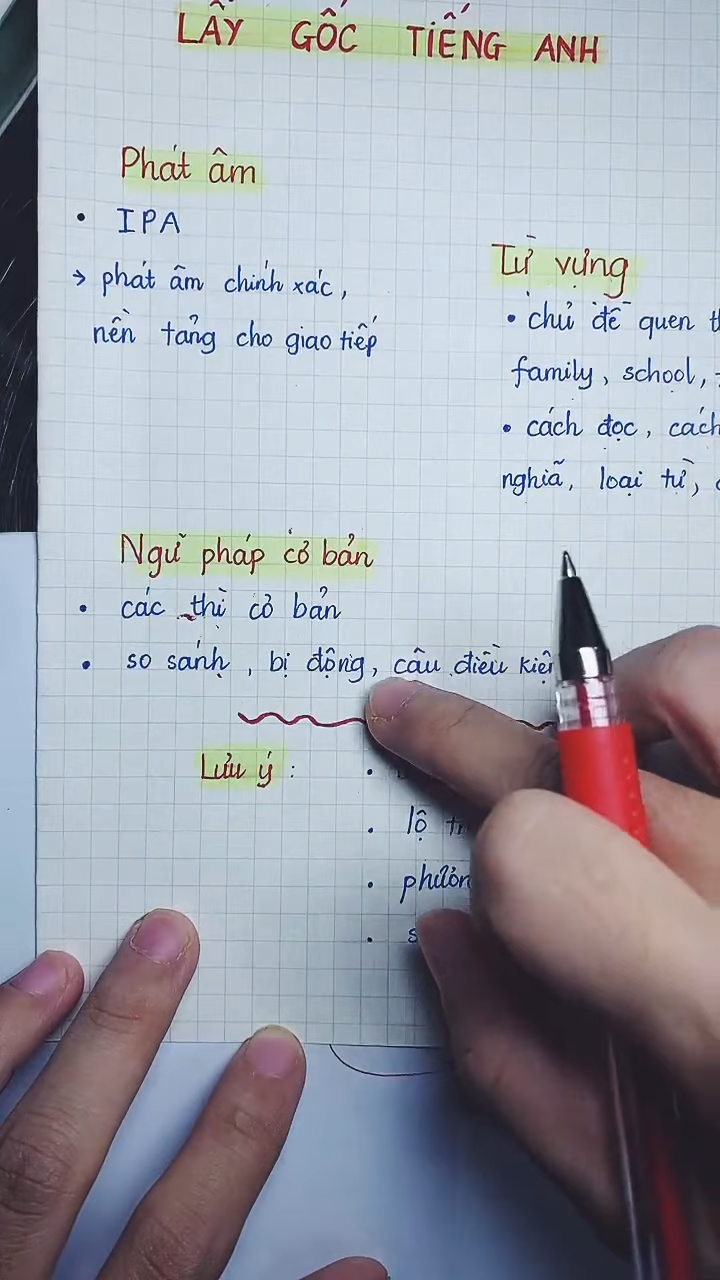 LẤY GỐC TIẾNG ANH
Phát âm
• IPA
→ phát âm chính xác,
nền tảng cho giao tiếp
Từ vựng
• chủ đề quen
family, school,
• cách đọc, cách
nghĩa, loại từ,
Ngữ pháp cơ bản
• các thì cơ bản
• so sánh, bị động, câu điều kiện
Lưu ý:
• lộ